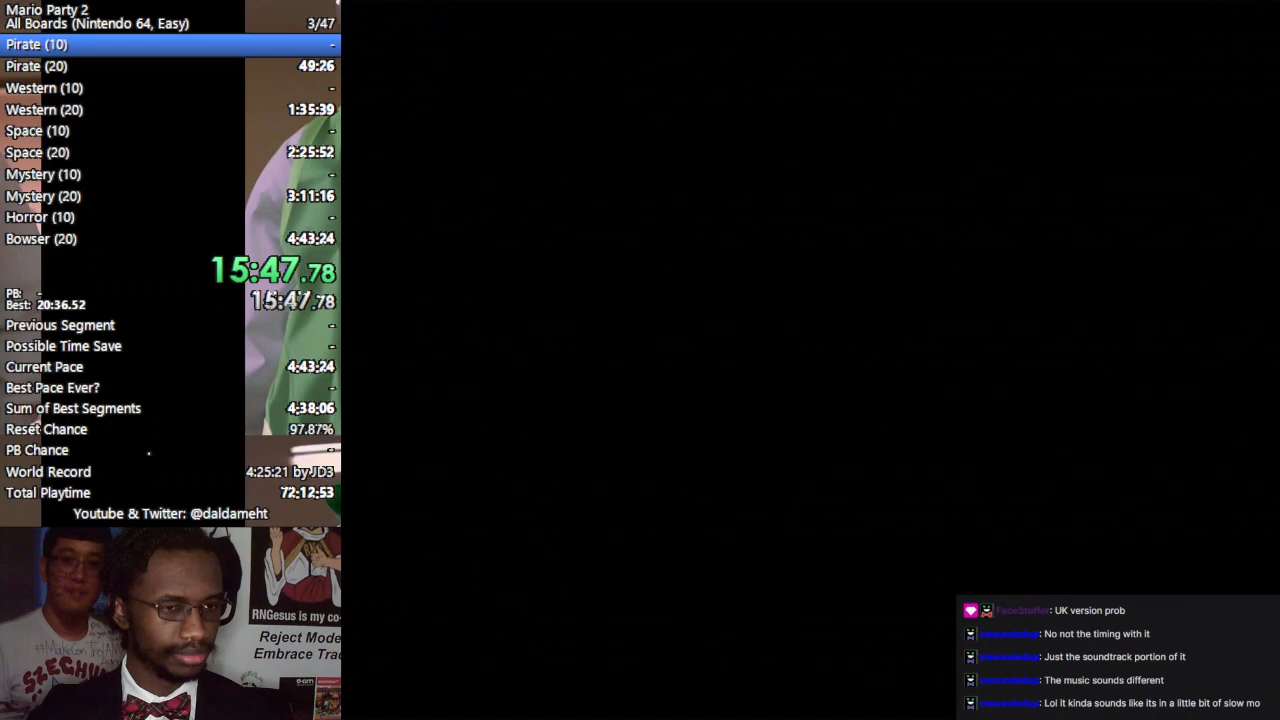 Mario Party 2
All Boards (Nintendo 64, Easy) 3/47
Pirate (10) -
Pirate (20) 49:26
Western (10) -
Western (20) 1:35:39
Space (10) -
Space (20) 2:25:52
Mystery (10) -
Mystery (20) 3:11:16
Horror (10) -
Bowser (20) 4:43:24
15:47.78
PB: -
15:47.78
Best: 20:36.52
Previous Segment -
Possible Time Save -
Current Pace 4:43:24
Best Pace Ever? -
Sum of Best Segments 4:38:06
Reset Chance 97.87%
PB Chance -
World Record 4:25:21 by JD3
Total Playtime 72:12:53
Youtube & Twitter: @daldameht
RNGesus is my co-
Reject Mode
Embrace Tra
FaceStuffer: UK version prob
: No not the timing with it
: Just the soundtrack portion of it
: The music sounds different
: Lol it kinda sounds like its in a little bit of slow mo